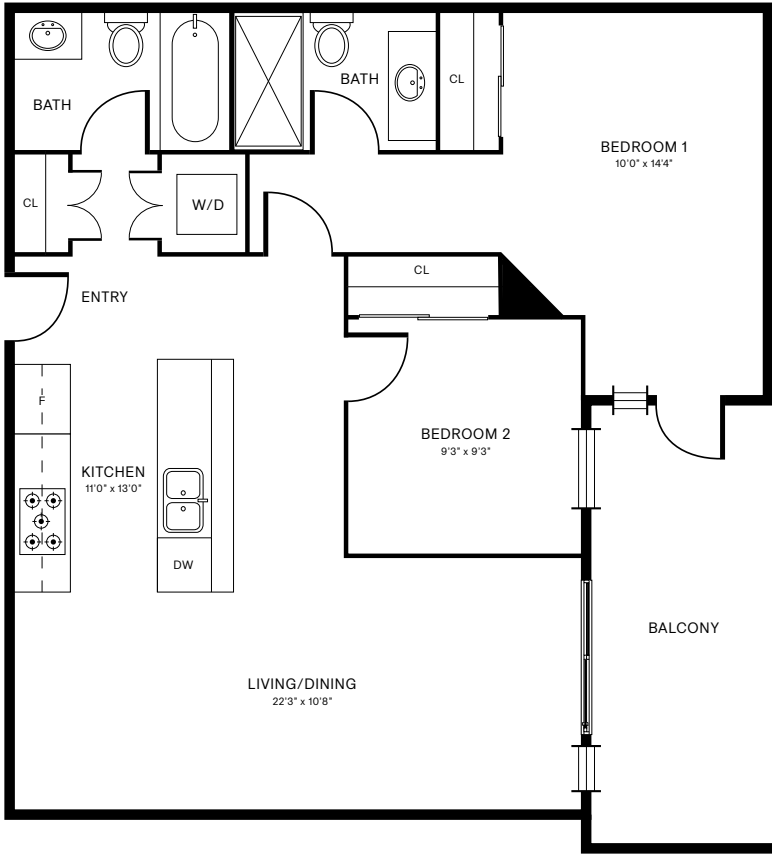 BATH
BATH
CL
BEDROOM 1
10'0" x 14'4"
CL
W/D
CL
ENTRY
F
BEDROOM 2
9'3" x 9'3"
KITCHEN
11'0" x 13'0"
DW
BALCONY
LIVING/DINING
22'3" x 10'8"